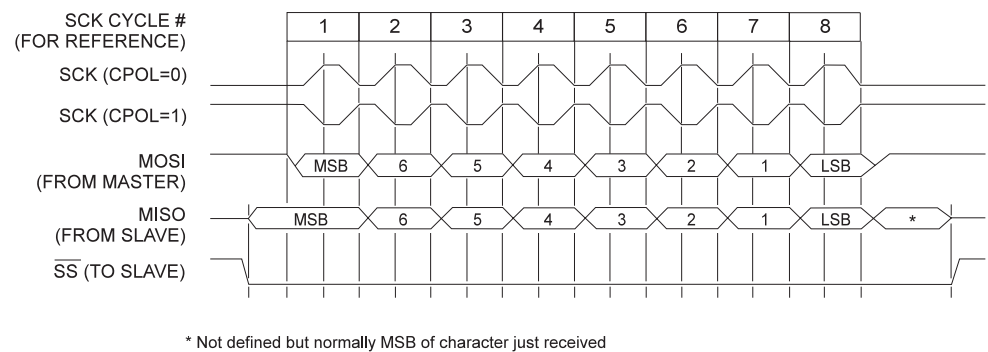 SCK CYCLE #
(FOR REFERENCE)
1 2 3 4 5 6 7 8
SCK (CPOL=0)
SCK (CPOL=1)
MOSI
(FROM MASTER)
MSB 6 5 4 3 2 1 LSB
MISO
(FROM SLAVE)
MSB 6 5 4 3 2 1 LSB *
SS (TO SLAVE)
* Not defined but normally MSB of character just received